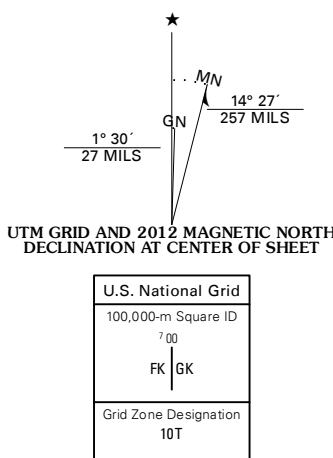 ★
MN
GN
14° 27´
257 MILS
1° 30´
27 MILS
UTM GRID AND 2012 MAGNETIC NORTH
DECLINATION AT CENTER OF SHEET
U.S. National Grid
100,000-m Square ID
7 00
FK GK
Grid Zone Designation
10T